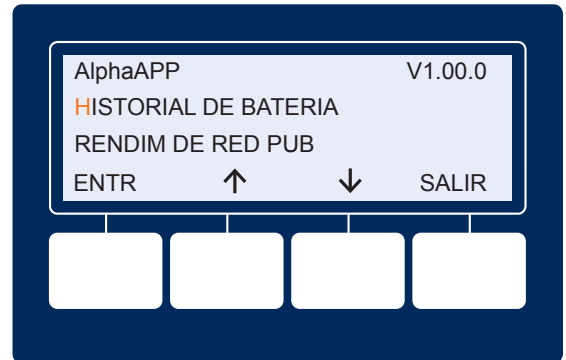 AlphaAPP V1.00.0
HISTORIAL DE BATERIA
RENDIM DE RED PUB
ENTR ↑ ↓ SALIR